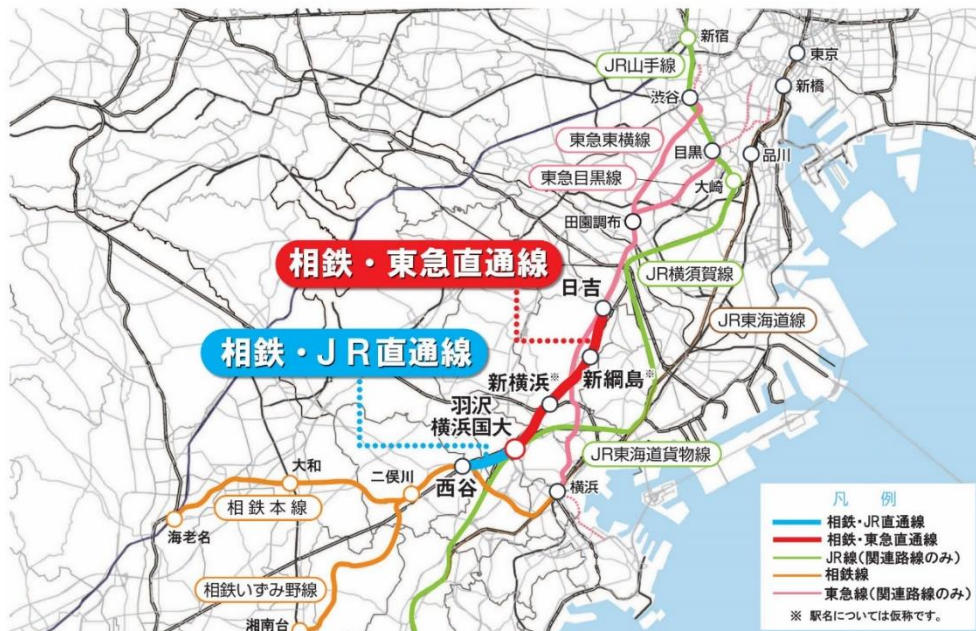 新宿
東京
JR山手線
新橋
渋谷
東急東横線
目黒
品川
東急目黒線
大崎
田園調布
相鉄・東急直通線
JR横須賀線
日吉
JR東海道線
相鉄・JR直通線
新横浜※
新綱島※
羽沢
横浜国大
JR東海道貨物線
大和
二俣川
西谷
横浜
相鉄本線
海老名
相鉄いずみ野線
湘南台
凡例
相鉄・JR直通線
相鉄・東急直通線
JR線(関連路線のみ)
相鉄線
東急線(関連路線のみ)
※ 駅名については仮称です。